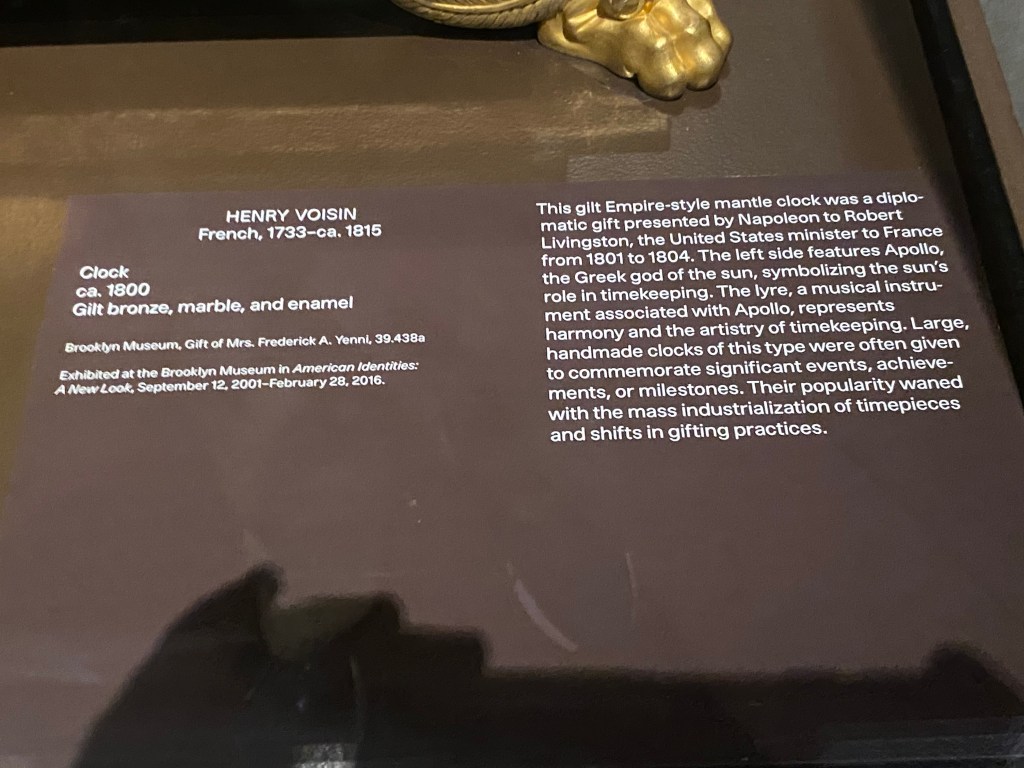 HENRY VOISIN
French, 1733–ca. 1815
Clock
ca. 1800
Gilt bronze, marble, and enamel
Brooklyn Museum, Gift of Mrs. Frederick A. Yenni, 39.438a
Exhibited at the Brooklyn Museum in American Identities:
A New Look, September 12, 2001–February 28, 2016.
This gilt Empire-style mantle clock was a diplo-
matic gift presented by Napoleon to Robert
Livingston, the United States minister to France
from 1801 to 1804. The left side features Apollo,
the Greek god of the sun, symbolizing the sun's
role in timekeeping. The lyre, a musical instru-
ment associated with Apollo, represents
harmony and the artistry of timekeeping. Large,
handmade clocks of this type were often given
to commemorate significant events, achieve-
ments, or milestones. Their popularity waned
with the mass industrialization of timepieces
and shifts in gifting practices.